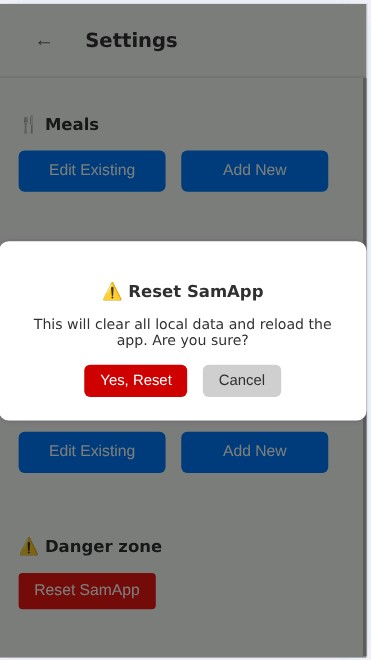 ← Settings
🍴 Meals
Edit Existing Add New
⚠️ Reset SamApp
This will clear all local data and reload the
app. Are you sure?
Yes, Reset Cancel
Edit Existing Add New
⚠️ Danger zone
Reset SamApp